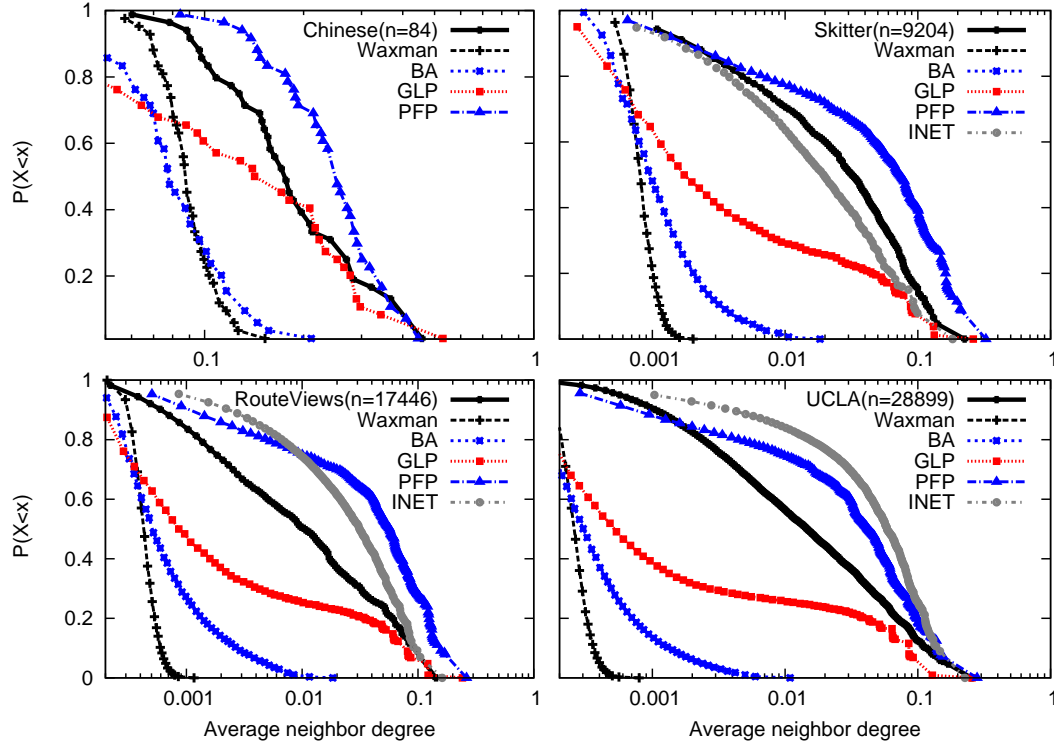 1
0.8
0.6
0.4
0.2
P(X<x)
0.1
1
Chinese(n=84)
Waxman
BA
GLP
PFP
0.001
0.01
0.1
1
Skitter(n=9204)
Waxman
BA
GLP
PFP
INET
1
0.8
0.6
0.4
0.2
0
P(X<x)
0.001
0.01
0.1
1
Average neighbor degree
RouteViews(n=17446)
Waxman
BA
GLP
PFP
INET
0.001
0.01
0.1
1
Average neighbor degree
UCLA(n=28899)
Waxman
BA
GLP
PFP
INET